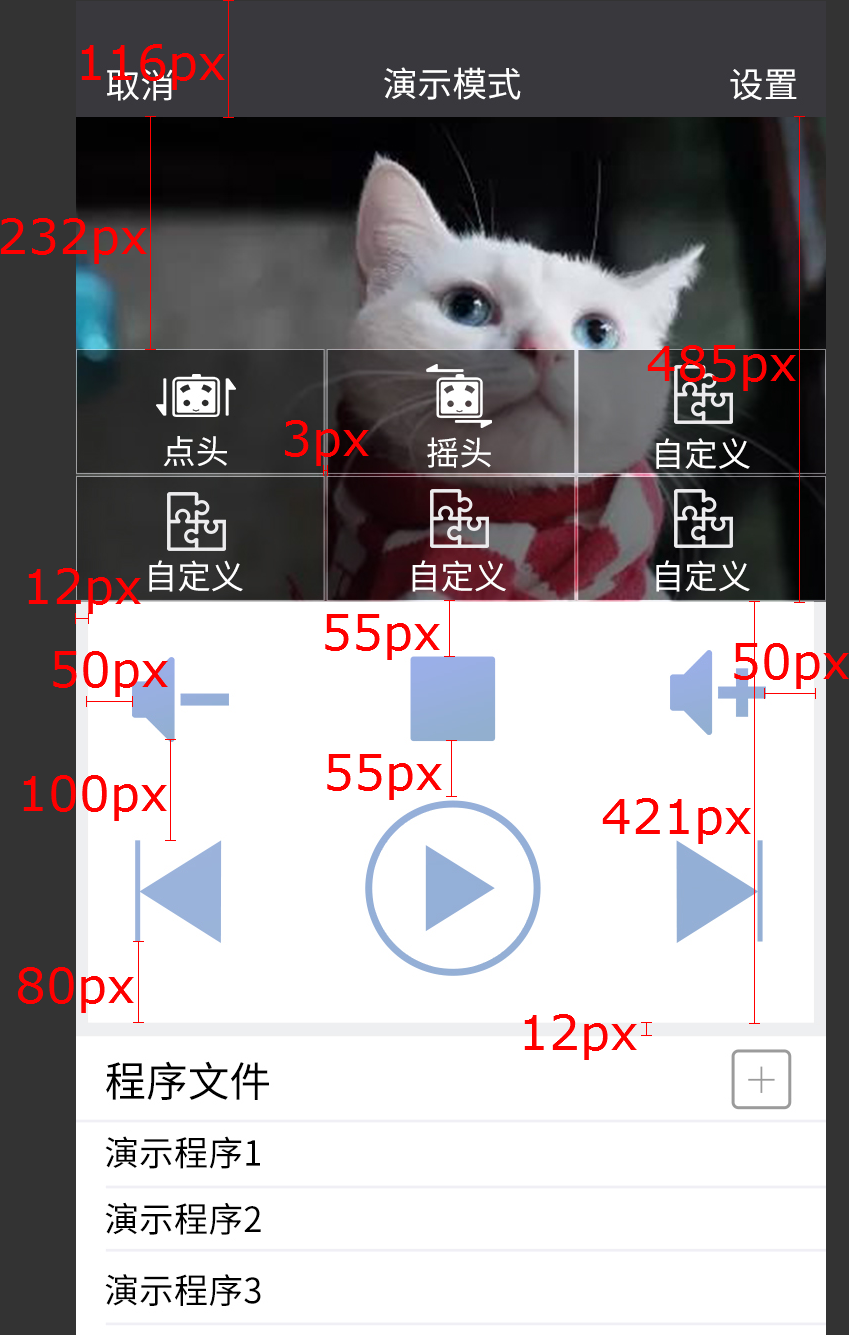 116px
取消 演示模式 设置
232px
485px
点头 3px 摇头 自定义
自定义 自定义 自定义
12px
55px
50px 50px
55px
100px 421px
80px
12px
程序文件
演示程序1
演示程序2
演示程序3